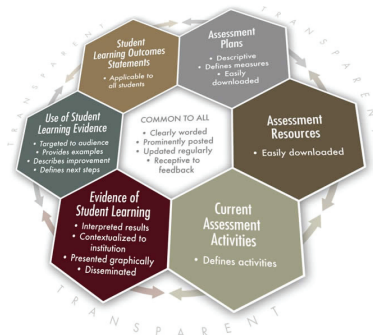 TRANSPARENT
TRANSPARENT
TRANSPARENT
Student
Learning Outcomes
Statements
• Applicable to
all students
Assessment
Plans
• Descriptive
• Defines measures
• Easily
downloaded
Use of Student
Learning Evidence
• Targeted to audience
• Provides examples
• Describes improvement
• Defines next steps
COMMON TO ALL
• Clearly worded
• Prominently posted
• Updated regularly
• Receptive to
feedback
Assessment
Resources
• Easily downloaded
Evidence of
Student Learning
• Interpreted results
• Contextualized to
institution
• Presented graphically
• Disseminated
Current
Assessment
Activities
• Defines activities